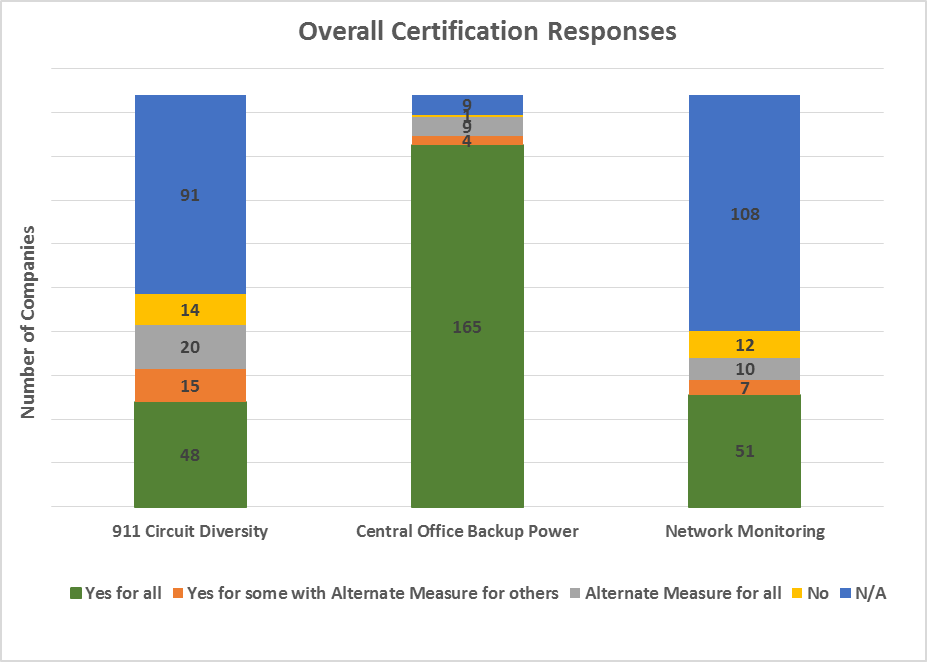 Overall Certification Responses
Number of Companies
91
14
20
15
48
9
1
9
4
165
108
12
10
7
51
911 Circuit Diversity
Central Office Backup Power
Network Monitoring
Yes for all
Yes for some with Alternate Measure for others
Alternate Measure for all
No
N/A